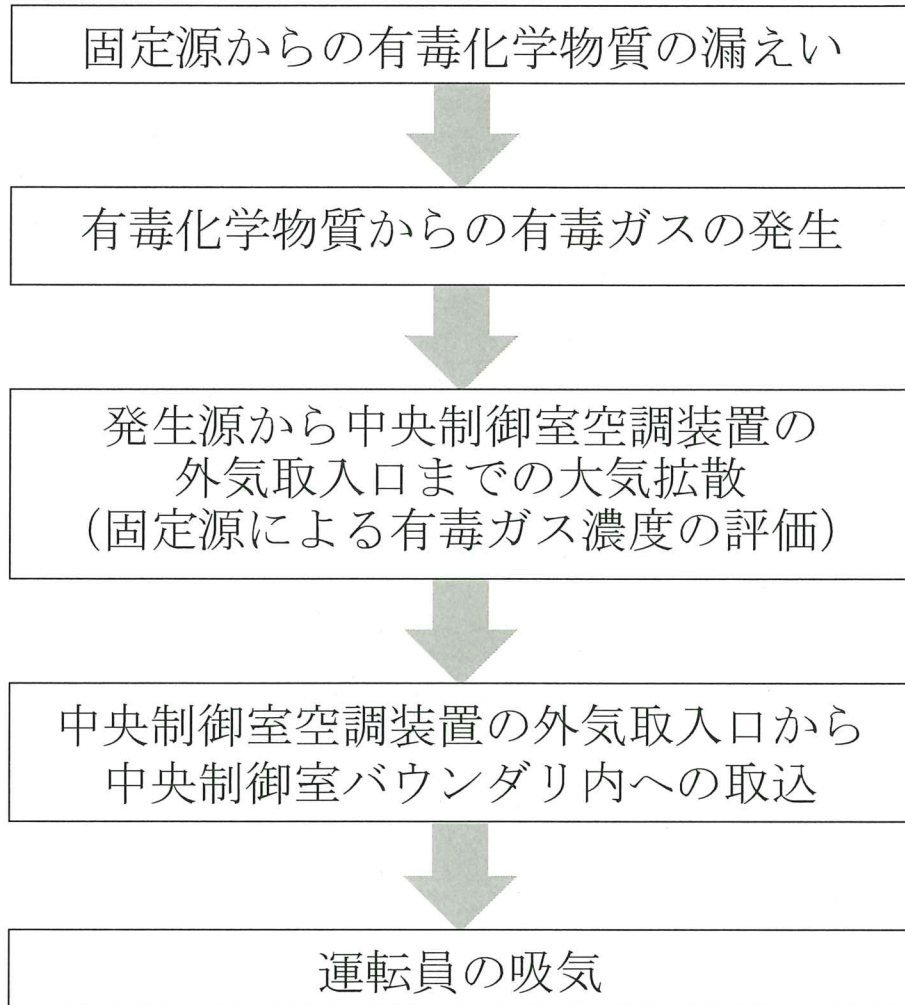 固定源からの有毒化学物質の漏えい
有毒化学物質からの有毒ガスの発生
発生源から中央制御室空調装置の
外気取入口までの大気拡散
(固定源による有毒ガス濃度の評価)
中央制御室空調装置の外気取入口から
中央制御室バウンダリ内への取込
運転員の吸気